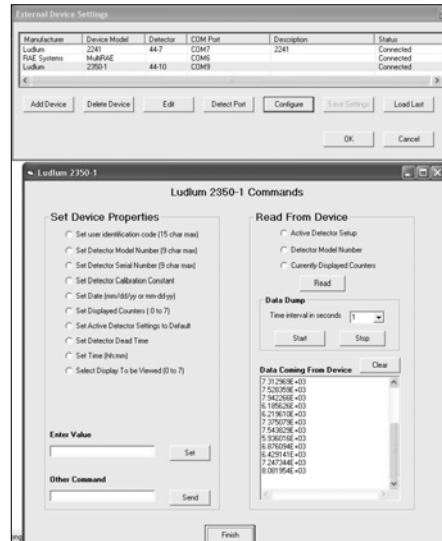 External Device Settings
Manufacturer Device Model Detector COM Port Description Status
Ludlum 2241 44-7 COM7 2241 Connected
RAE Systems MultiRAE COM6 Connected
Ludlum 2350-1 44-10 COM9 Connected
Add Device Delete Device Edit Detect Port Configure Save Settings Load Last
OK Cancel
Ludlum 2350-1
Ludlum 2350-1 Commands
Set Device Properties
Set user identification code (15 char max)
Set Detector Model Number (9 char max)
Set Detector Serial Number (9 char max)
Set Detector Calibration Constant
Set Date (mm/dd/yy or mm-dd-yy)
Set Displayed Counters ( 0 to 7)
Set Active Detector Settings to Default
Set Detector Dead Time
Set Time (hh:mm)
Select Display To be Viewed (0 to 7)
Enter Value
Set
Other Command
Send
Read From Device
Active Detector Setup
Detector Model Number
Currently Displayed Counters
Read
Data Dump
Time interval in seconds 1
Start Stop
Clear
Data Coming From Device
7.312969E+03
7.528359E+03
7.942266E+03
6.185626E+03
6.219610E+03
7.375079E+03
7.543829E+03
5.936016E+03
6.876094E+03
6.429141E+03
7.247344E+03
8.081954E+03
Finish